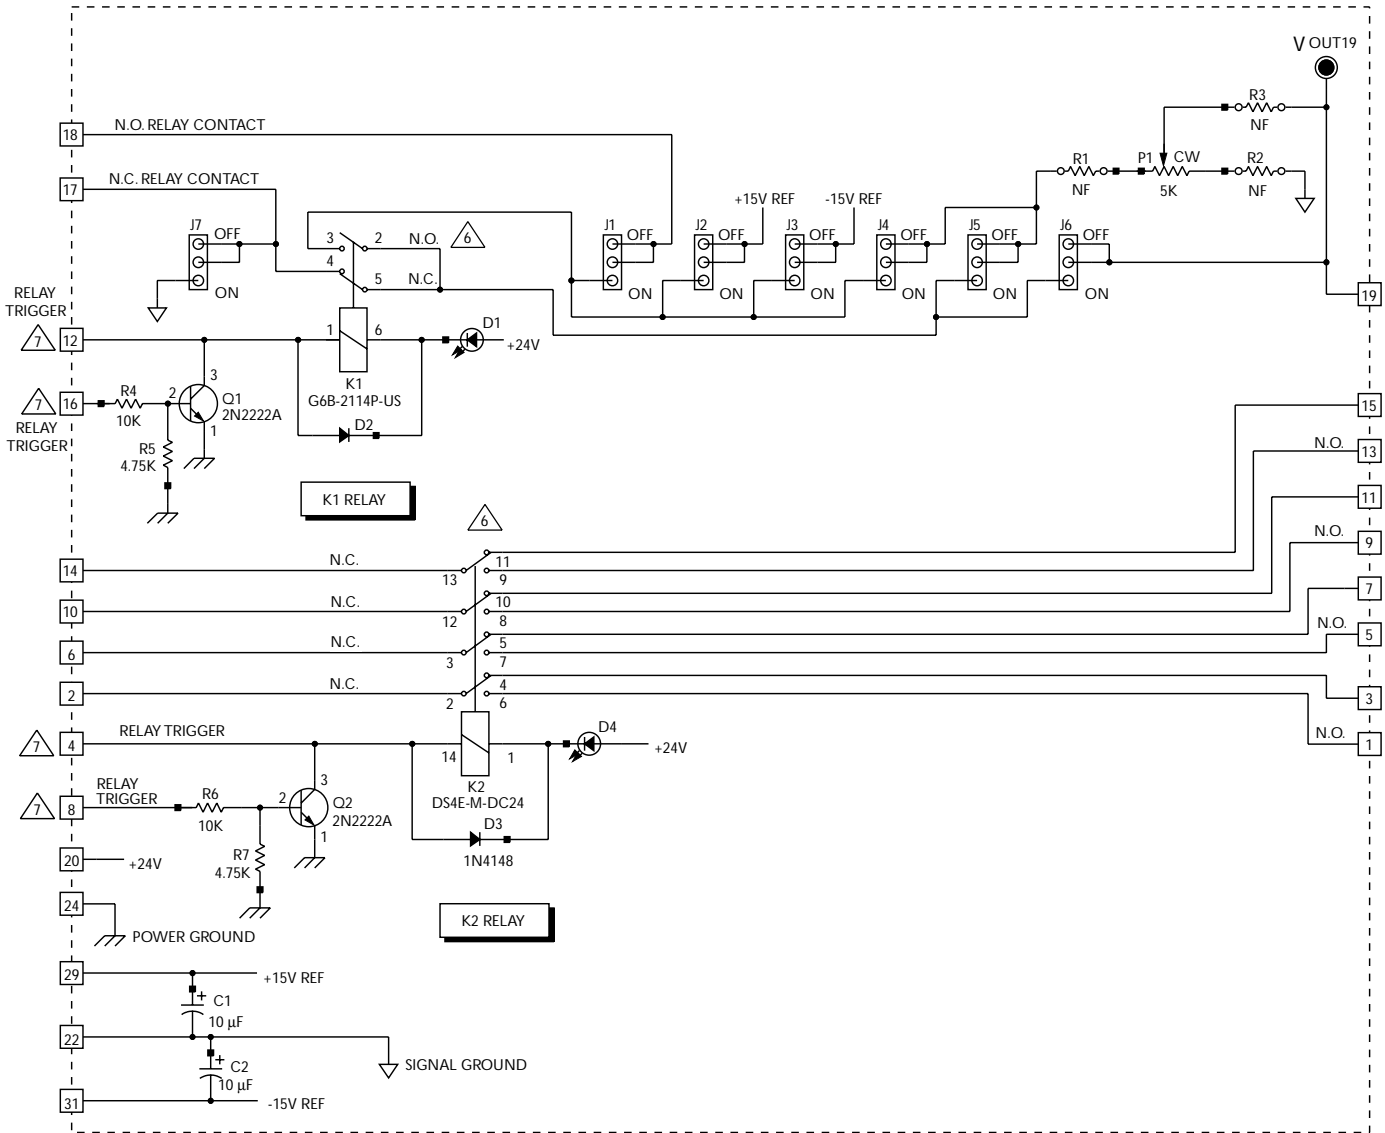 V OUT19
R3
NF
18
N.O. RELAY CONTACT
R1
NF
P1
CW
5K
R2
NF
17
N.C. RELAY CONTACT
+15V REF
-15V REF
J7
OFF
ON
3
2
N.O.
6
4
5
N.C.
J1
OFF
ON
J2
OFF
ON
J3
OFF
ON
J4
OFF
ON
J5
OFF
ON
J6
OFF
ON
19
RELAY
TRIGGER
7
12
1
6
D1
+24V
K1
G6B-2114P-US
D2
3
2
Q1
2N2222A
1
7
16
R4
10K
RELAY
TRIGGER
R5
4.75K
K1 RELAY
15
N.O.
13
11
N.O.
9
7
N.O.
5
3
N.O.
1
6
14
N.C.
13
11
9
10
N.C.
12
10
8
6
N.C.
3
5
7
2
N.C.
2
4
6
7
4
RELAY TRIGGER
14
1
D4
+24V
K2
DS4E-M-DC24
D3
1N4148
7
8
RELAY
TRIGGER
R6
10K
3
2
Q2
2N2222A
1
R7
4.75K
20
+24V
24
POWER GROUND
K2 RELAY
29
+15V REF
+
C1
10 µF
22
SIGNAL GROUND
+
C2
10 µF
31
-15V REF